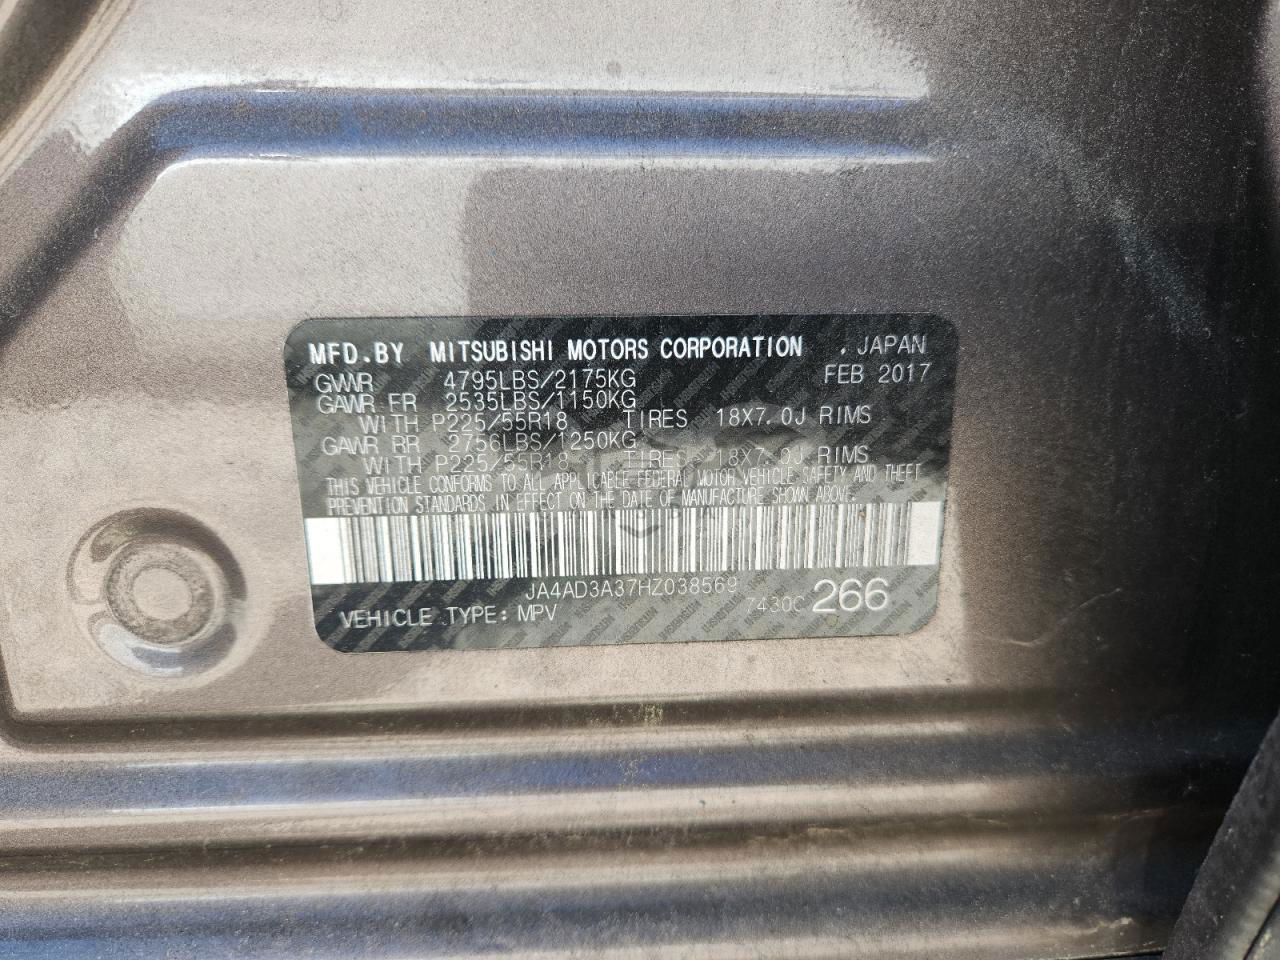 MFD.BY MITSUBISHI MOTORS CORPORATION . JAPAN
GVWR 4795LBS/2175KG FEB 2017
GAWR FR 2535LBS/1150KG
WITH P225/55R18 TIRES 18X7.0J RIMS
GAWR RR 2756LBS/1250KG
WITH P225/55R18 TIRES 18X7.0J RIMS
THIS VEHICLE CONFORMS TO ALL APPLICABLE FEDERAL MOTOR VEHICLE SAFETY AND THEFT
PREVENTION STANDARDS IN EFFECT ON THE DATE OF MANUFACTURE SHOWN ABOVE.
JA4AD3A37HZ038569
VEHICLE TYPE: MPV 7430C 266